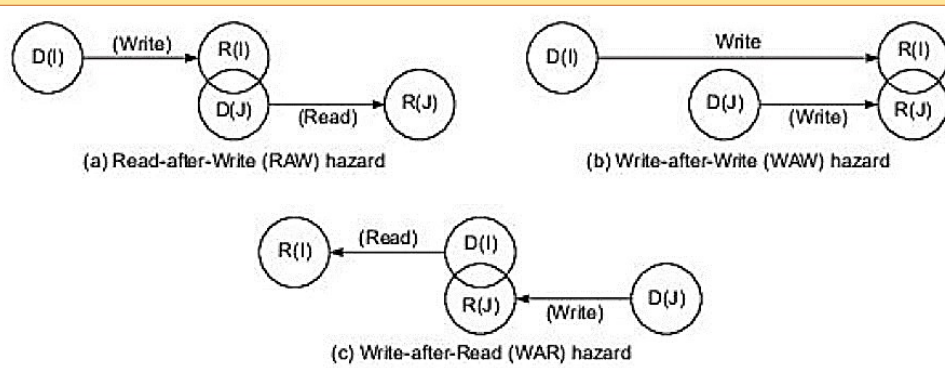 D(I) (Write) R(I)
D(J) (Read) R(J)
(a) Read-after-Write (RAW) hazard
D(I) Write R(I)
D(J) (Write) R(J)
(b) Write-after-Write (WAW) hazard
R(I) (Read) D(I)
R(J) (Write) D(J)
(c) Write-after-Read (WAR) hazard